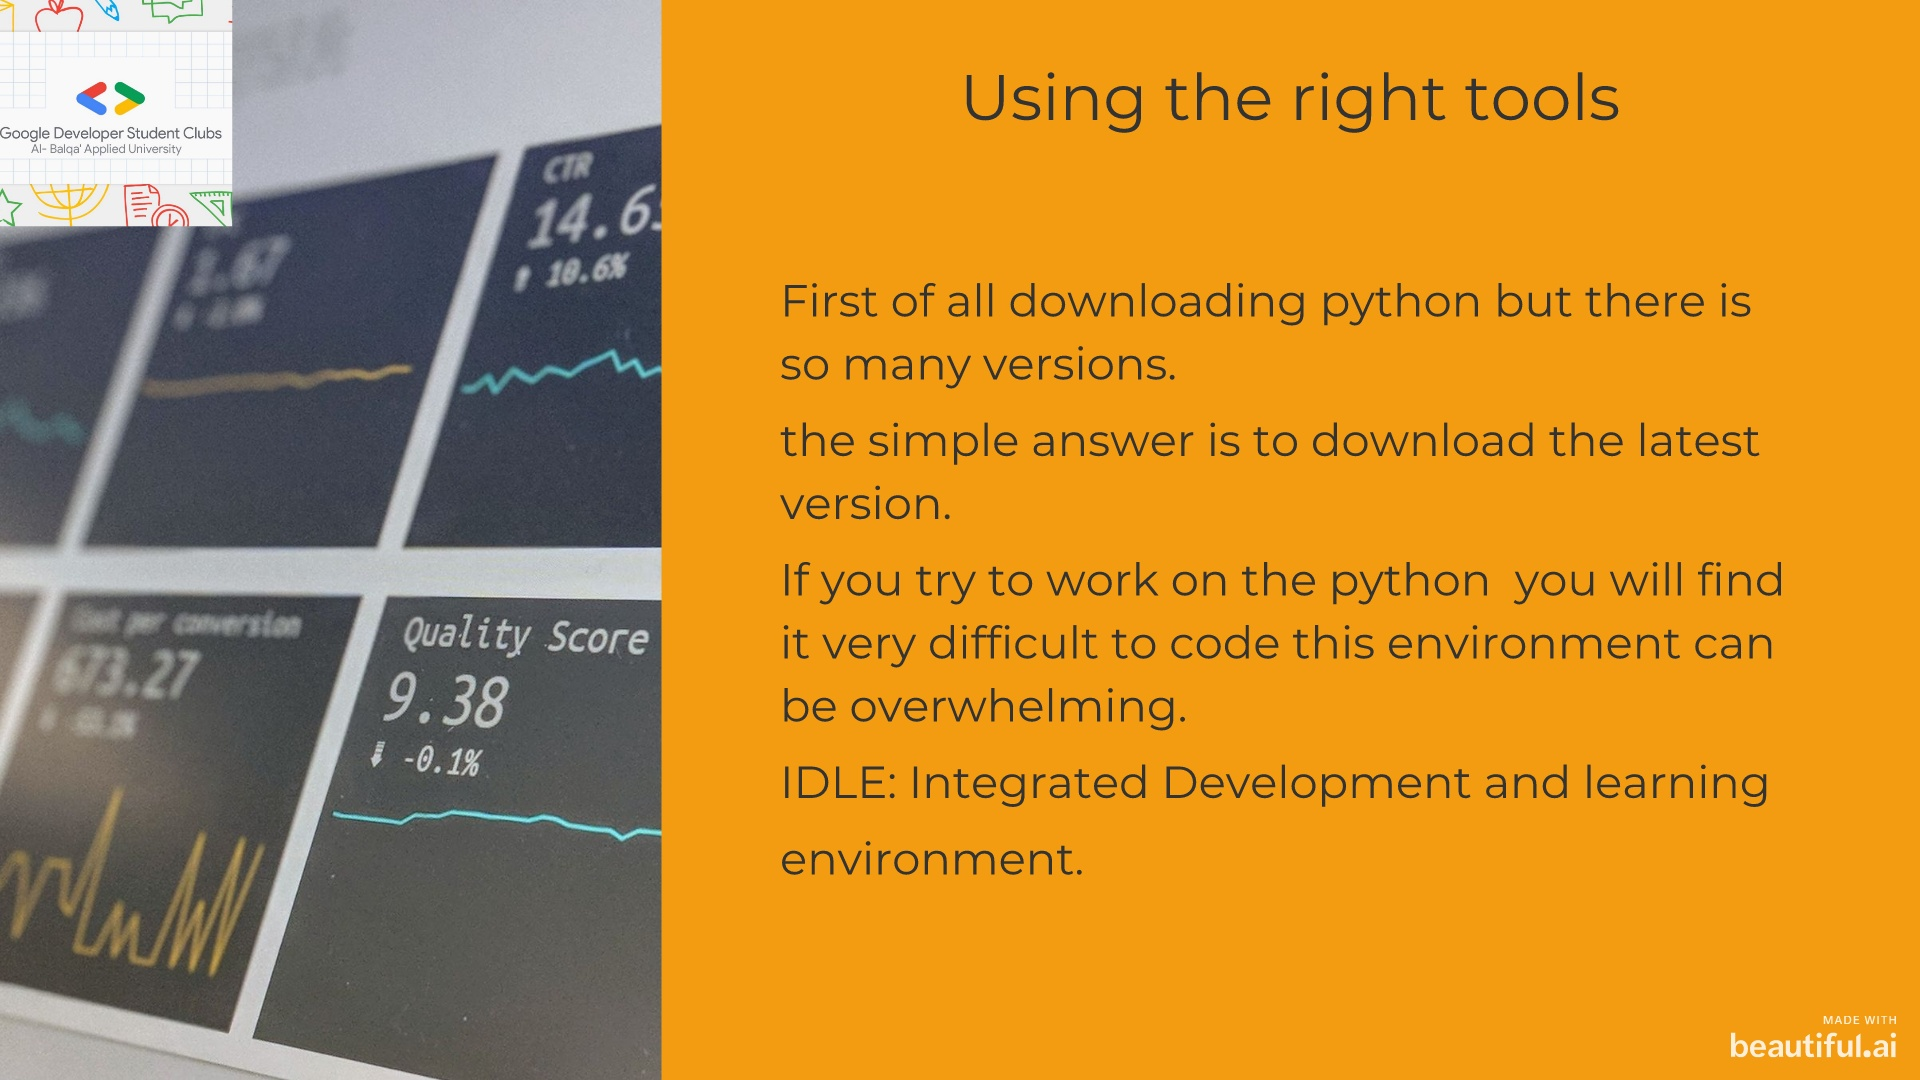 Google Developer Student Clubs
Al- Balqa' Applied University
CTR
10.6%
Cost per conversion
673.27
Quality Score
9.38
-0.1%
Using the right tools
First of all downloading python but there is
so many versions.
the simple answer is to download the latest
version.
If you try to work on the python  you will find
it very difficult to code this environment can
be overwhelming.
IDLE: Integrated Development and learning
environment.
MADE WITH
beautiful.ai